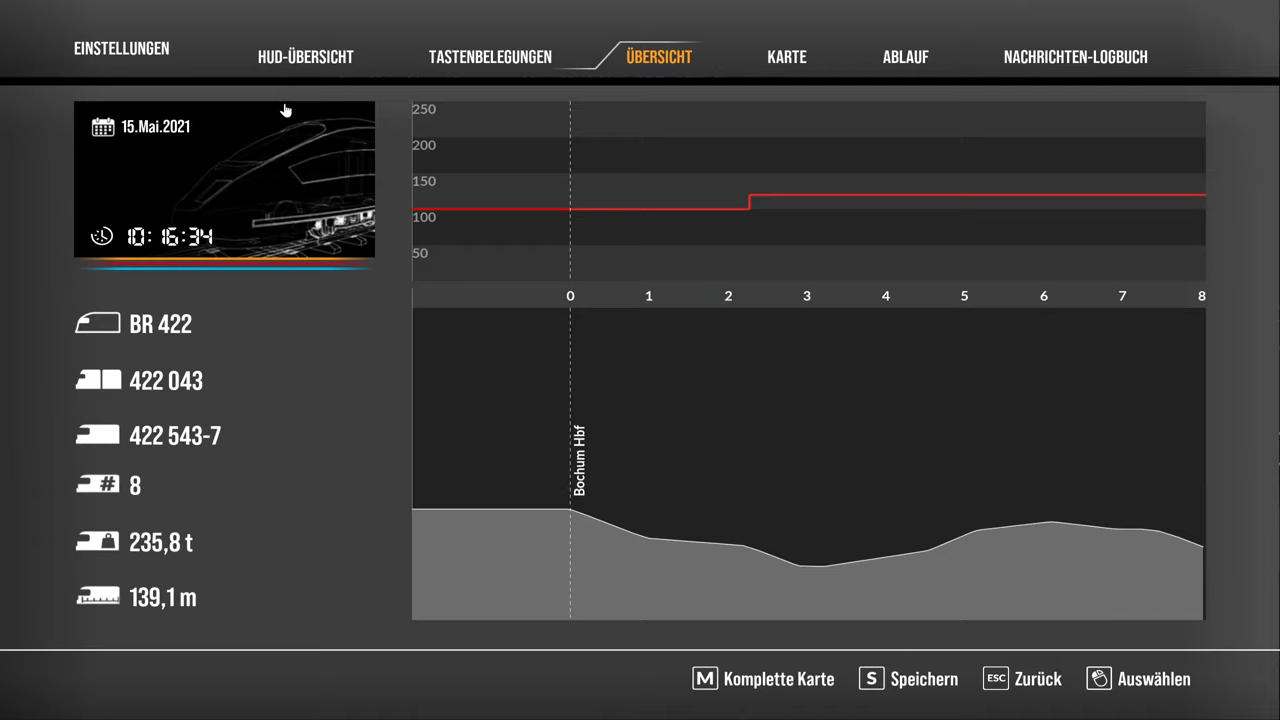 EINSTELLUNGEN
HUD-ÜBERSICHT
TASTENBELEGUNGEN
ÜBERSICHT
KARTE
ABLAUF
NACHRICHTEN-LOGBUCH
15.Mai.2021
10:16:34
BR 422
422 043
422 543-7
#
8
235,8 t
139,1 m
250
200
150
100
50
0 1 2 3 4 5 6 7 8
Bochum Hbf
M Komplette Karte
S Speichern
ESC Zurück
Auswählen